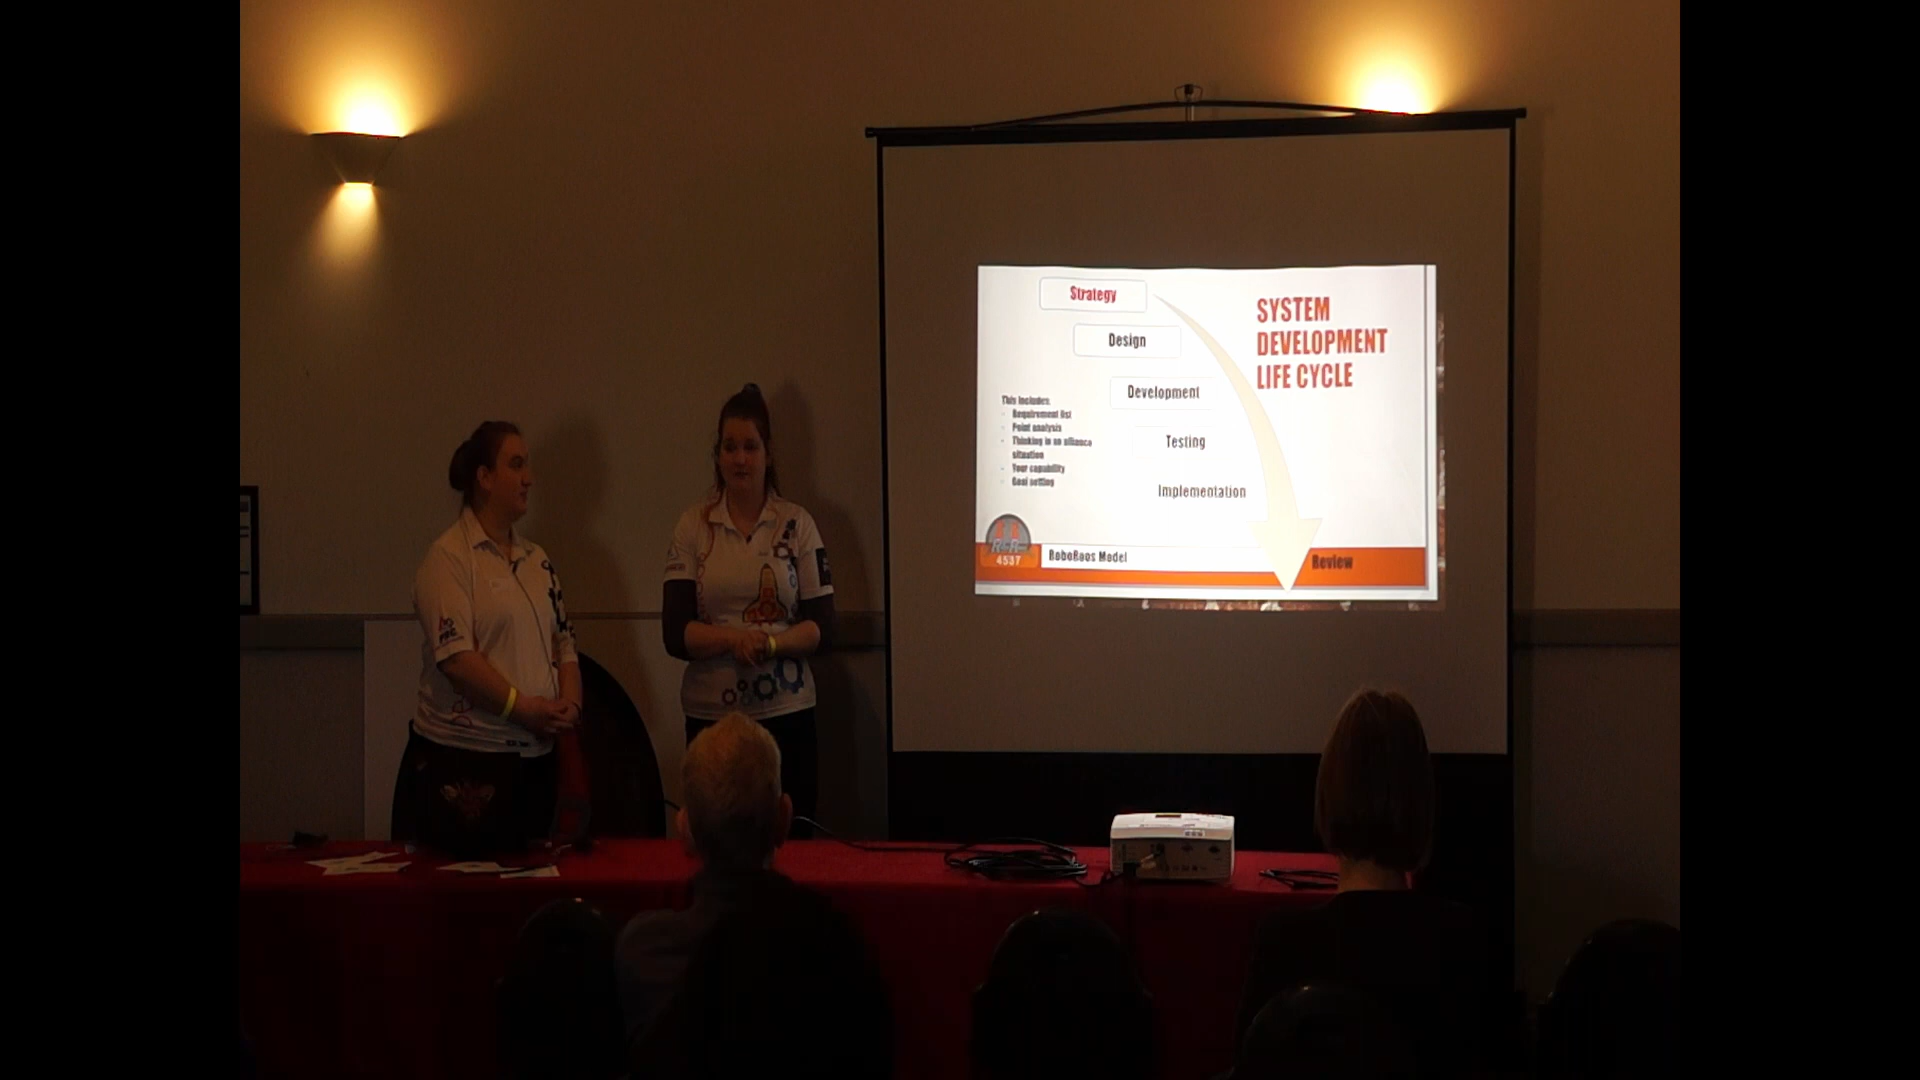 Strategy
Design
Development
Testing
Implementation
SYSTEM
DEVELOPMENT
LIFE CYCLE
This includes:
- Requirement list
- Point analysis
- Thinking in an alliance
situation
- Your capability
- Goal setting
4537
RoboRoos Model
Review